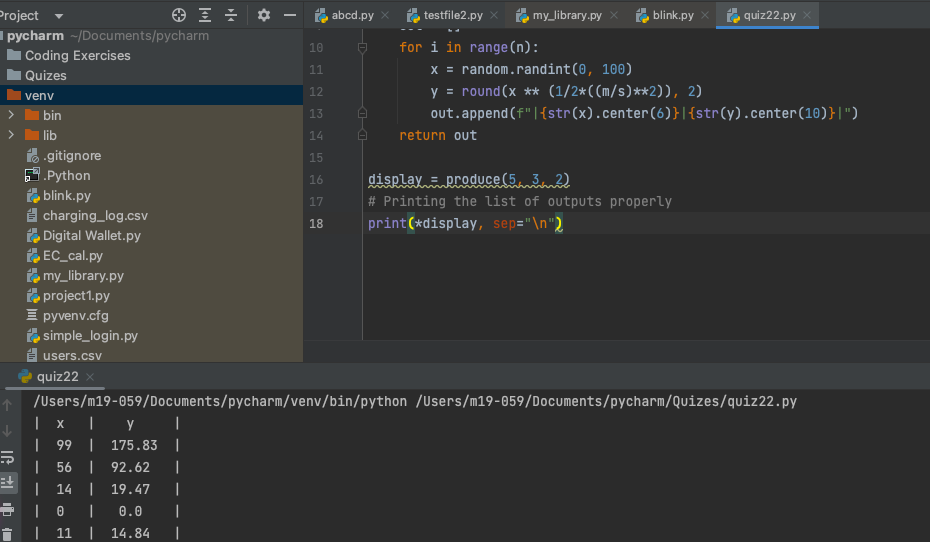 Project
abcd.py
testfile2.py
my_library.py
blink.py
quiz22.py
pycharm ~/Documents/pycharm
Coding Exercises
Quizes
venv
bin
lib
.gitignore
.Python
blink.py
charging_log.csv
Digital Wallet.py
EC_cal.py
my_library.py
project1.py
pyvenv.cfg
simple_login.py
users.csv
10 for i in range(n):
11 x = random.randint(0, 100)
12 y = round(x ** (1/2*((m/s)**2)), 2)
13 out.append(f"|{str(x).center(6)}|{str(y).center(10)}|")
14 return out
15
16 display = produce(5, 3, 2)
17 # Printing the list of outputs properly
18 print(*display, sep="\n")
quiz22
/Users/m19-059/Documents/pycharm/venv/bin/python /Users/m19-059/Documents/pycharm/Quizes/quiz22.py
| x | y |
| 99 | 175.83 |
| 56 | 92.62 |
| 14 | 19.47 |
| 0 | 0.0 |
| 11 | 14.84 |